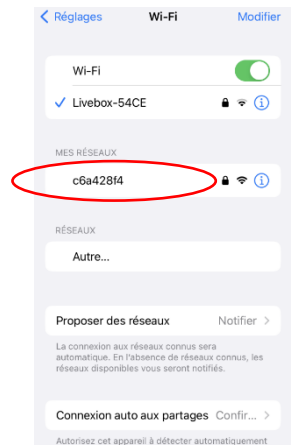 Réglages Wi-Fi Modifier
Wi-Fi
Livebox-54CE
MES RÉSEAUX
c6a428f4
RÉSEAUX
Autre...
Proposer des réseaux Notifier
La connexion aux réseaux connus sera
automatique. En l'absence de réseaux connus, les
réseaux disponibles vous seront notifiés.
Connexion auto aux partages Confir...
Autorisez cet appareil à détecter automatiquement